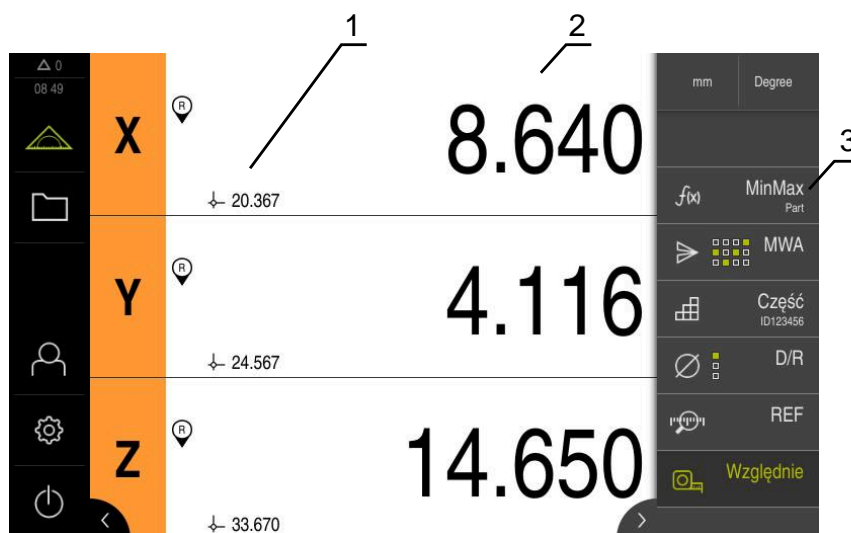 1
2
3
△ 0
08 49
X
R
8.640
20.367
Y
R
4.116
24.567
Z
R
14.650
33.670
mm
Degree
f(x)
MinMax
Part
MWA
Część
ID123456
D/R
REF
Względnie